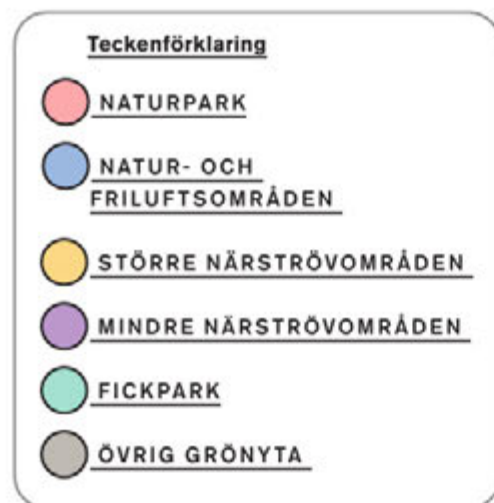 Teckenförklaring
NATURPARK
NATUR- OCH
FRILUFTSOMRÅDEN
STÖRRE NÄRSTRÖVOMRÅDEN
MINDRE NÄRSTRÖVOMRÅDEN
FICKPARK
ÖVRIG GRÖNYTA